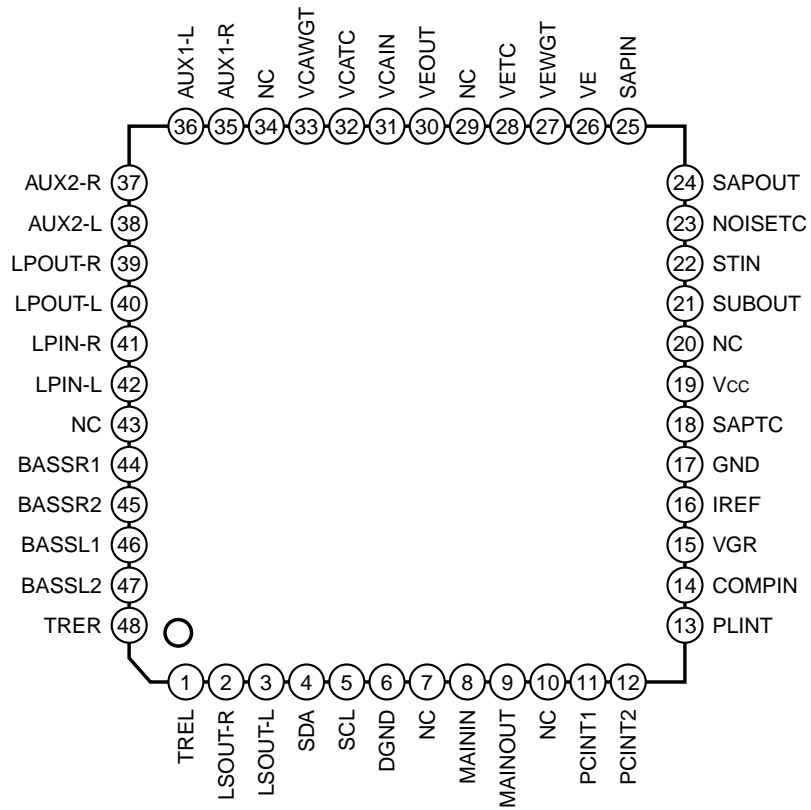 AUX1-L
AUX1-R
NC
VCAWGT
VCATC
VCAIN
VEOUT
NC
VETC
VEWGT
VE
SAPIN
36 35 34 33 32 31 30 29 28 27 26 25
AUX2-R 37
AUX2-L 38
LPOUT-R 39
LPOUT-L 40
LPIN-R 41
LPIN-L 42
NC 43
BASSR1 44
BASSR2 45
BASSL1 46
BASSL2 47
TRER 48
24 SAPOUT
23 NOISETC
22 STIN
21 SUBOUT
20 NC
19 VCC
18 SAPTC
17 GND
16 IREF
15 VGR
14 COMPIN
13 PLINT
1 2 3 4 5 6 7 8 9 10 11 12
TREL
LSOUT-R
LSOUT-L
SDA
SCL
DGND
NC
MAININ
MAINOUT
NC
PCINT1
PCINT2